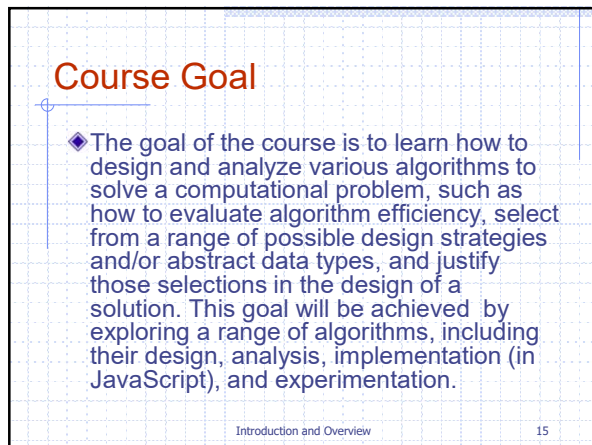 Course Goal
The goal of the course is to learn how to
design and analyze various algorithms to
solve a computational problem, such as
how to evaluate algorithm efficiency, select
from a range of possible design strategies
and/or abstract data types, and justify
those selections in the design of a
solution. This goal will be achieved by
exploring a range of algorithms, including
their design, analysis, implementation (in
JavaScript), and experimentation.
Introduction and Overview 15